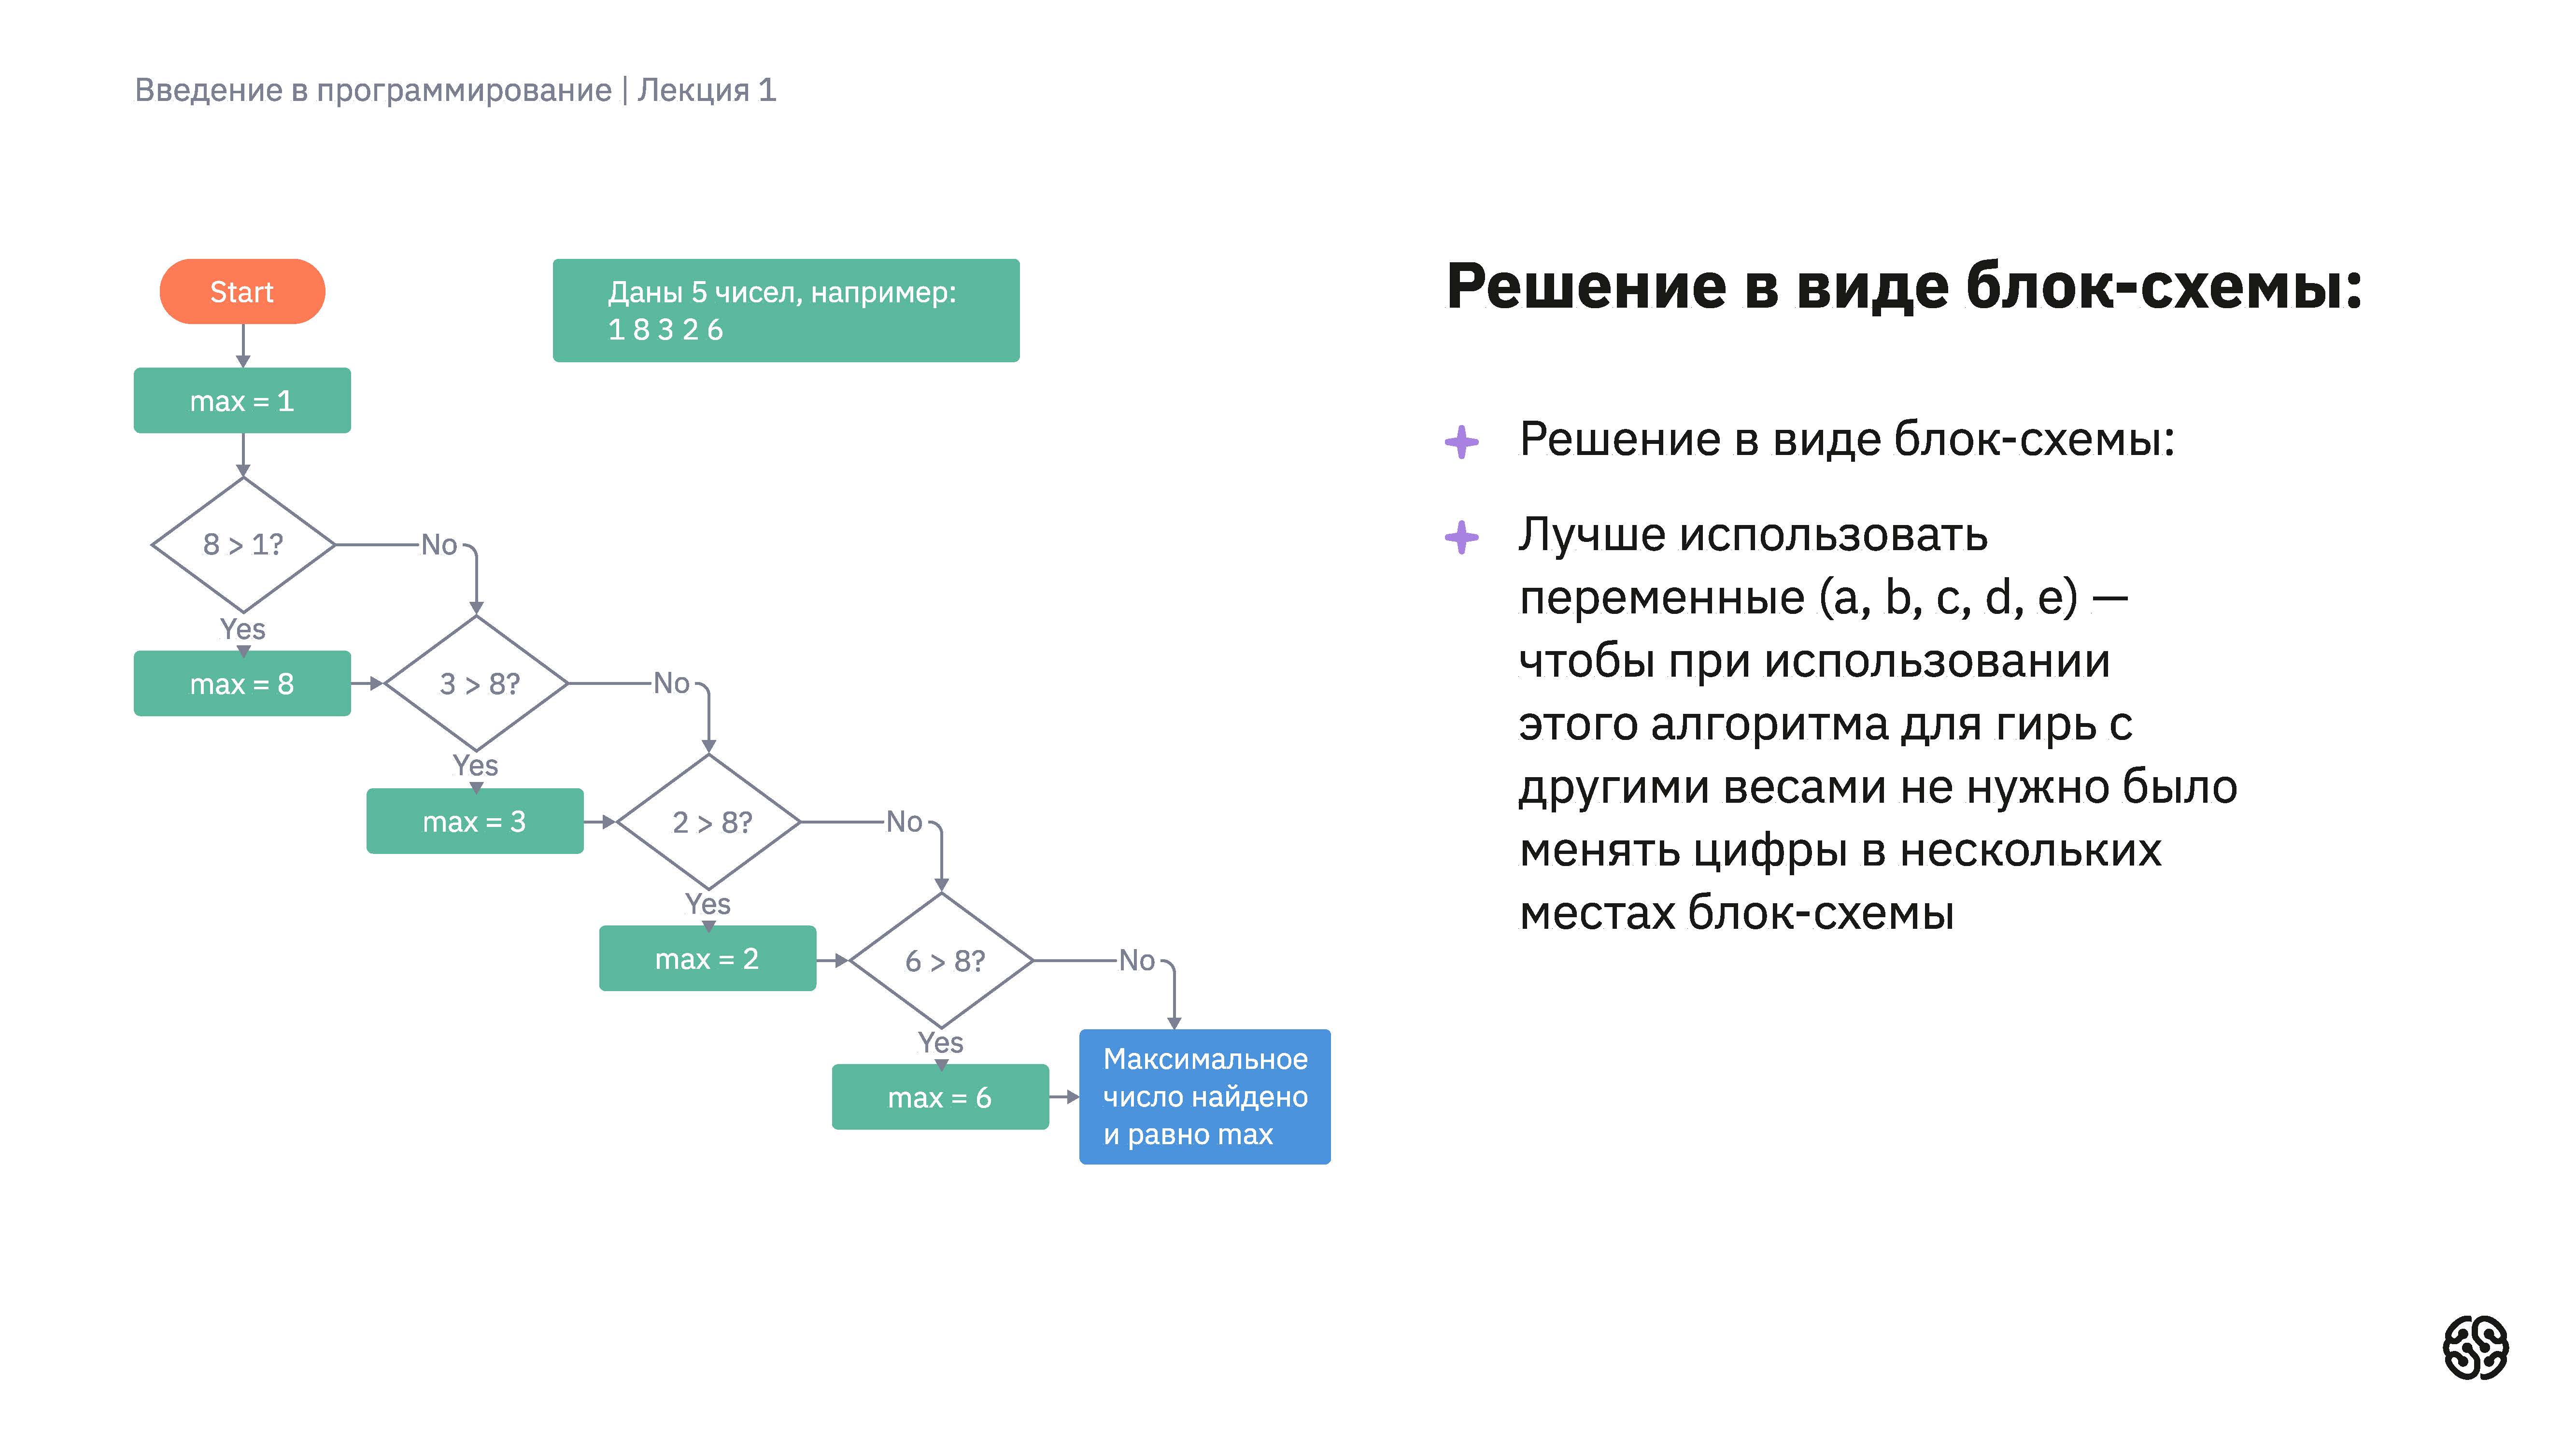 Введение в программирование | Лекция 1
Start
Даны 5 чисел, например:
1 8 3 2 6
max = 1
8 > 1?
No
Yes
max = 8
3 > 8?
No
Yes
max = 3
2 > 8?
No
Yes
max = 2
6 > 8?
No
Yes
max = 6
Максимальное
число найдено
и равно max
Решение в виде блок-схемы:
Решение в виде блок-схемы:
Лучше использовать
переменные (a, b, c, d, e) —
чтобы при использовании
этого алгоритма для гирь с
другими весами не нужно было
менять цифры в нескольких
местах блок-схемы